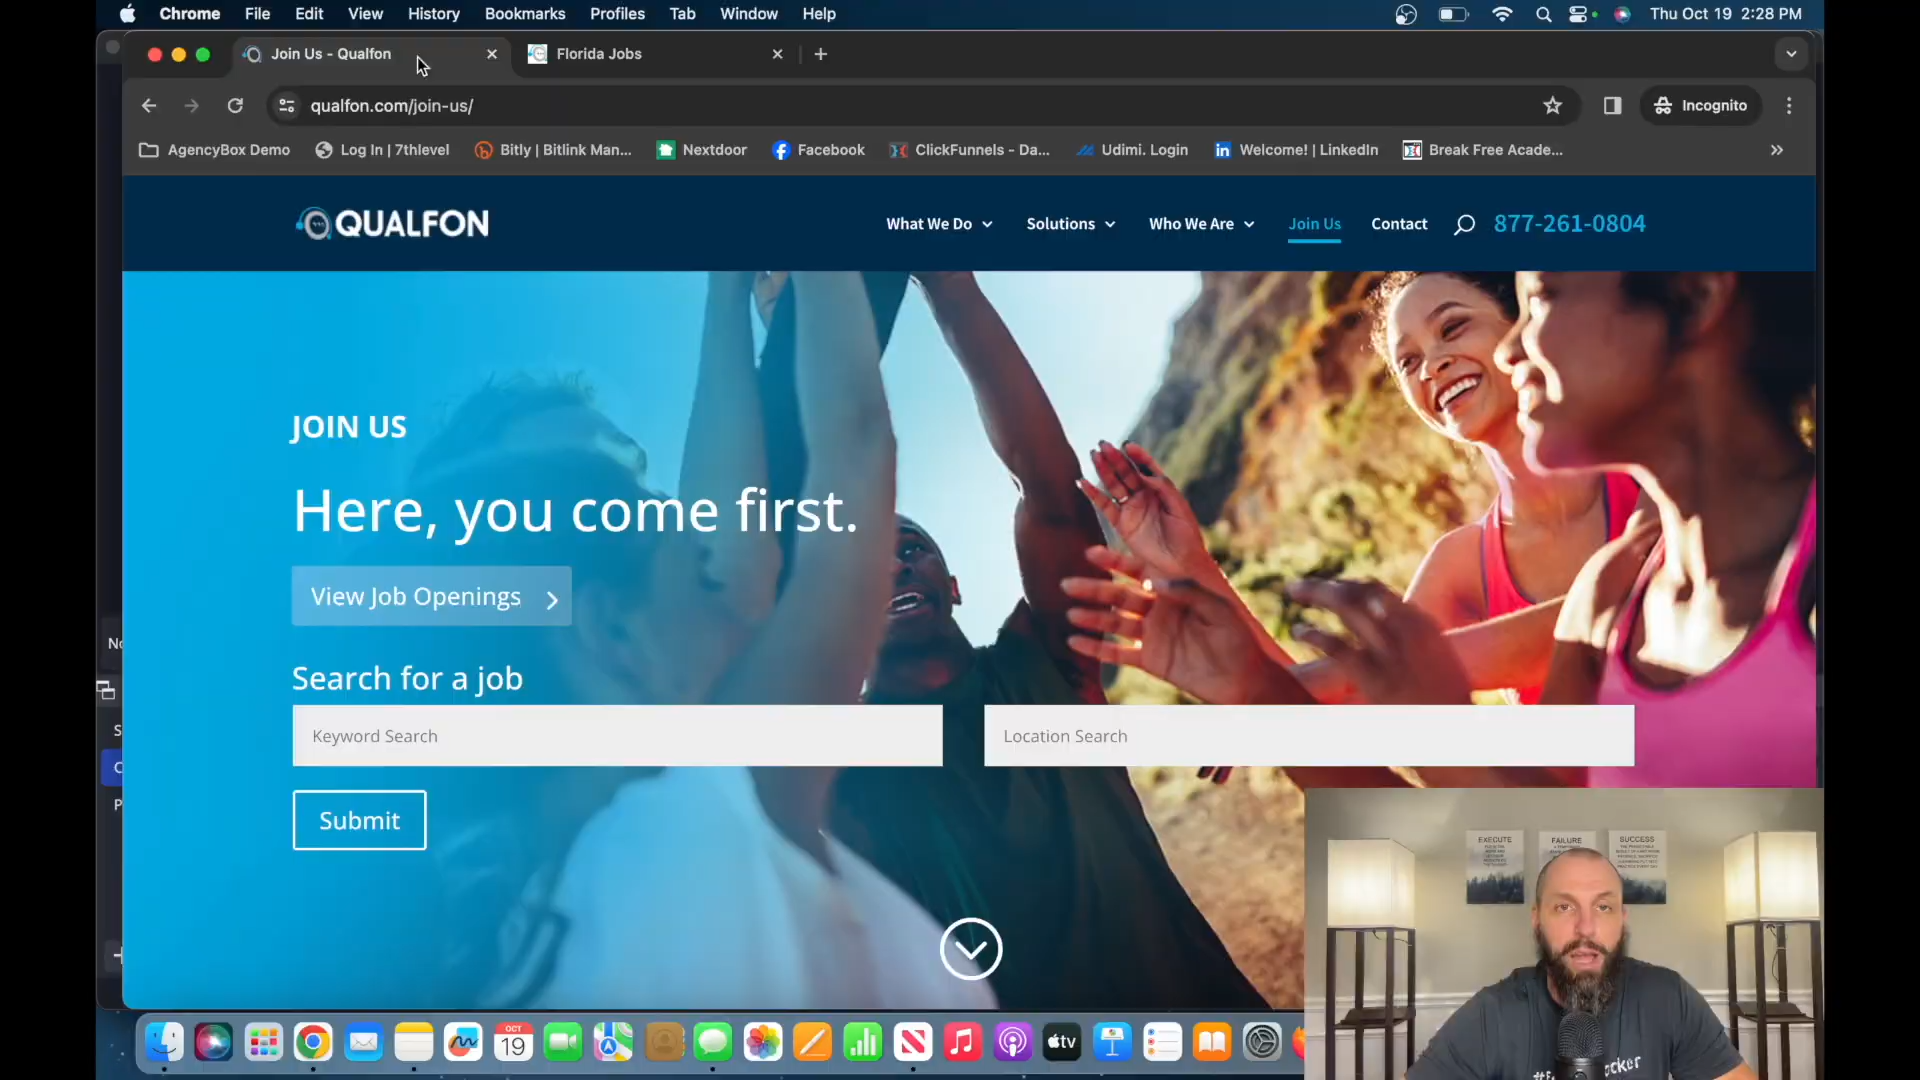 Chrome File Edit View History Bookmarks Profiles Tab Window Help Thu Oct 19 2:28 PM
Join Us - Qualfon Florida Jobs
qualfon.com/join-us/ Incognito
AgencyBox Demo Log In | 7thlevel Bitly | Bitlink Man... Nextdoor Facebook ClickFunnels - Da... Udimi. Login Welcome! | LinkedIn Break Free Acade...
QUALFON What We Do Solutions Who We Are Join Us Contact 877-261-0804
JOIN US
Here, you come first.
View Job Openings
Search for a job
Keyword Search Location Search
Submit
EXECUTE FAILURE SUCCESS
OCT
19
tv